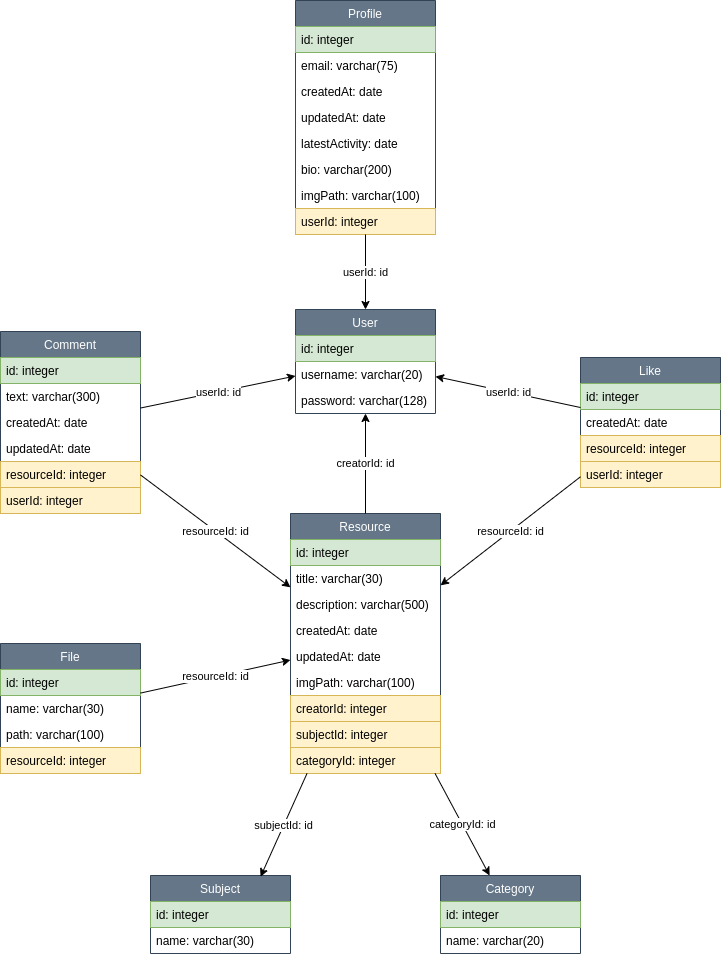 Profile
id: integer
email: varchar(75)
createdAt: date
updatedAt: date
latestActivity: date
bio: varchar(200)
imgPath: varchar(100)
userId: integer
userId: id
User
id: integer
username: varchar(20)
password: varchar(128)
Comment
id: integer
text: varchar(300)
createdAt: date
updatedAt: date
resourceId: integer
userId: integer
userId: id
userId: id
Like
id: integer
createdAt: date
resourceId: integer
userId: integer
creatorId: id
resourceId: id
resourceId: id
Resource
id: integer
title: varchar(30)
description: varchar(500)
createdAt: date
updatedAt: date
imgPath: varchar(100)
creatorId: integer
subjectId: integer
categoryId: integer
File
id: integer
name: varchar(30)
path: varchar(100)
resourceId: integer
resourceId: id
subjectId: id
categoryId: id
Subject
id: integer
name: varchar(30)
Category
id: integer
name: varchar(20)